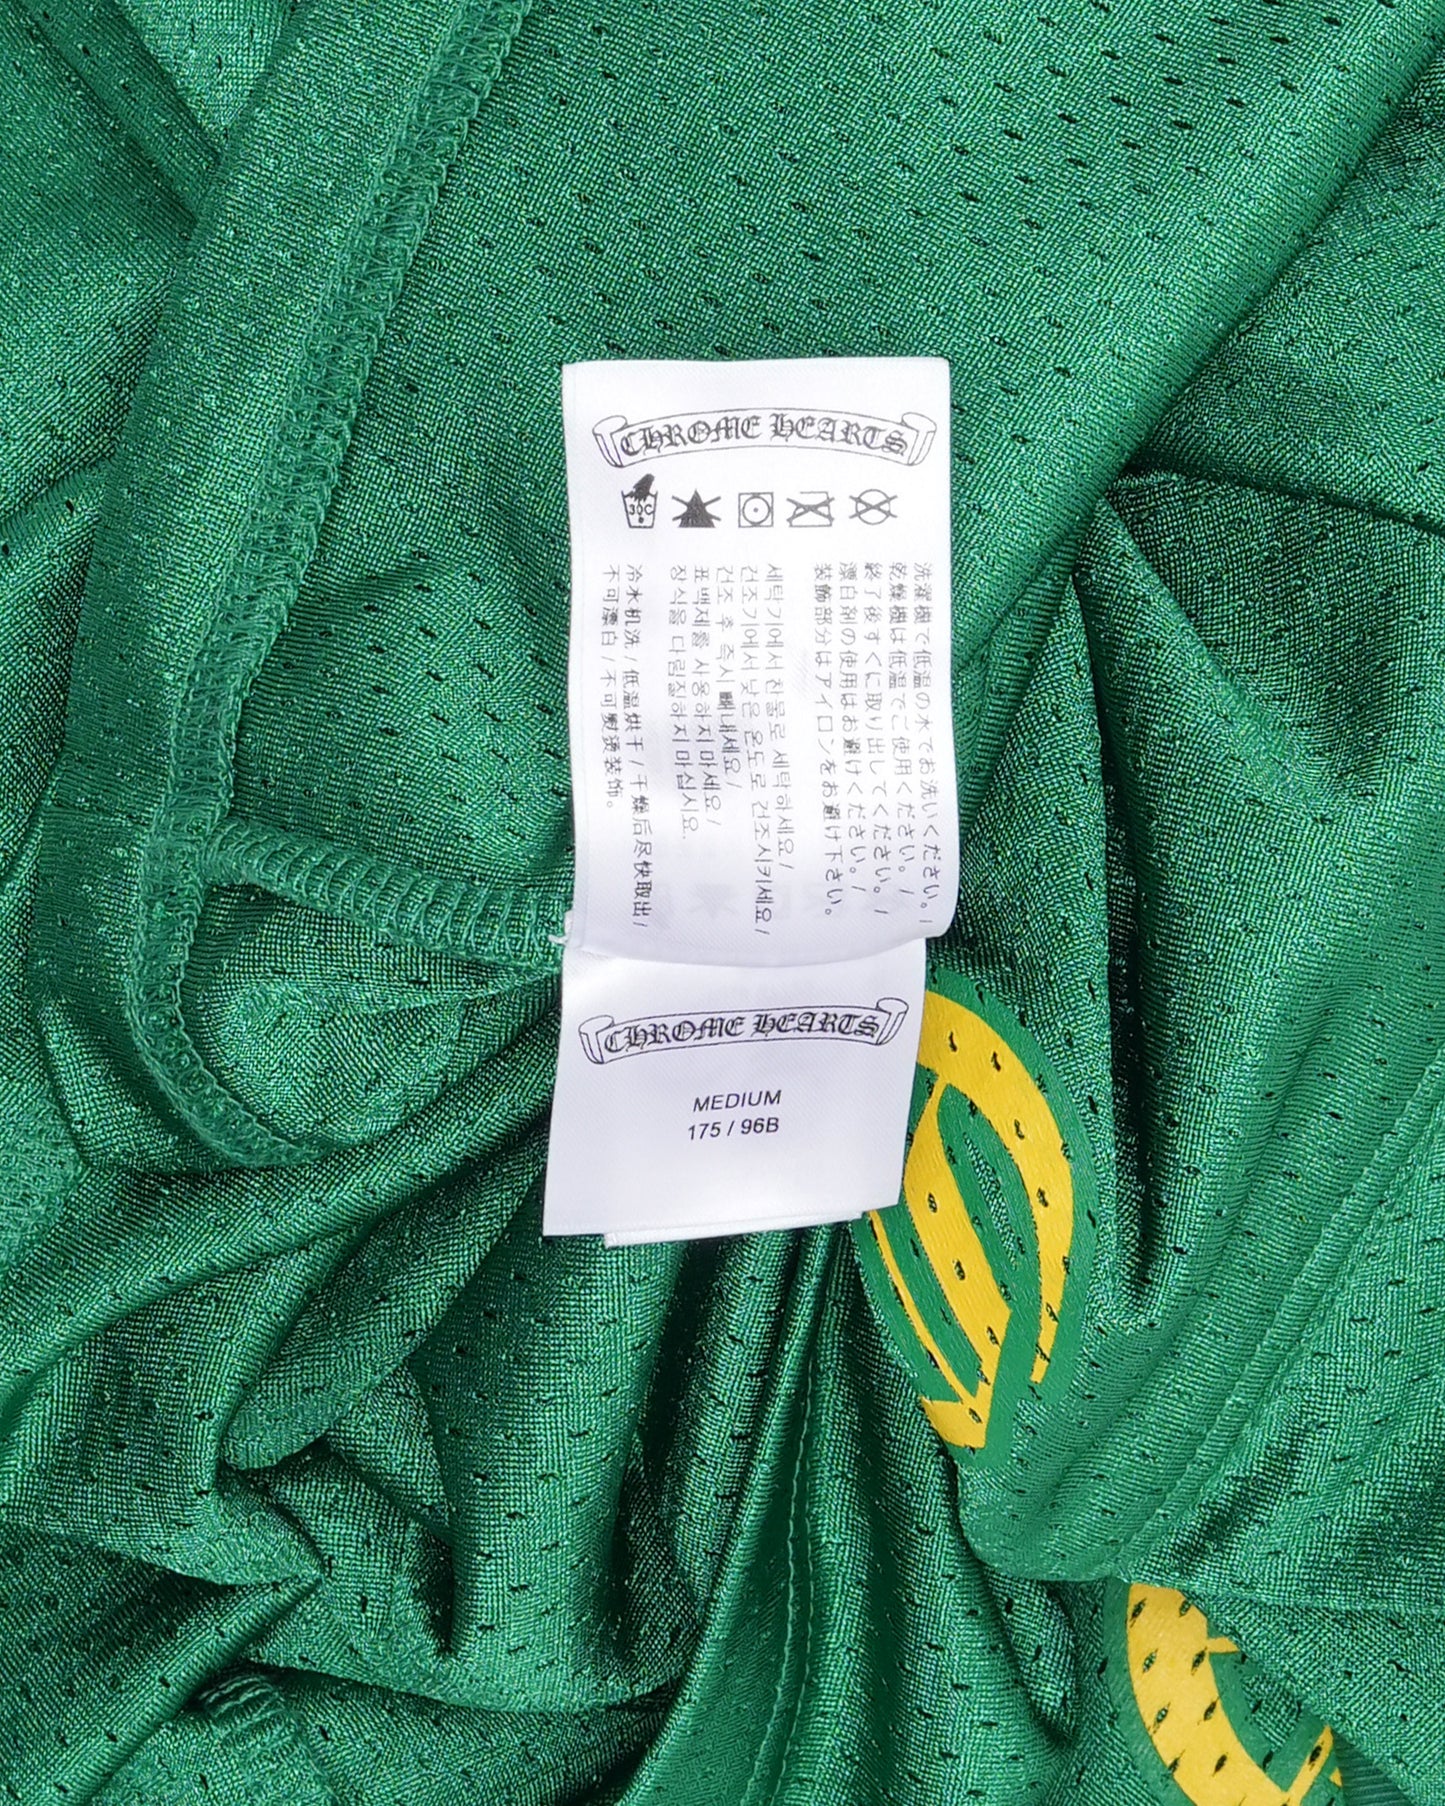 CHROME HEARTS
30C
洗濯機で低温の水でお洗いください。/
乾燥機は低温でご使用ください。/
終了後すぐに取り出してください。/
漂白剤の使用はお避けください。/
装飾部分はアイロンをお避け下さい。
세탁기에서 찬물로 세탁하세요/
건조기에서 낮은 온도로 건조시키세요/
건조 후 즉시 빼내세요/
표백제를 사용하지 마세요/
장식을 다림질하지 마십시요.
冷水机洗 / 低温烘干 / 干燥后尽快取出 /
不可漂白 / 不可熨烫装饰。
CHROME HEARTS
MEDIUM
175 / 96B